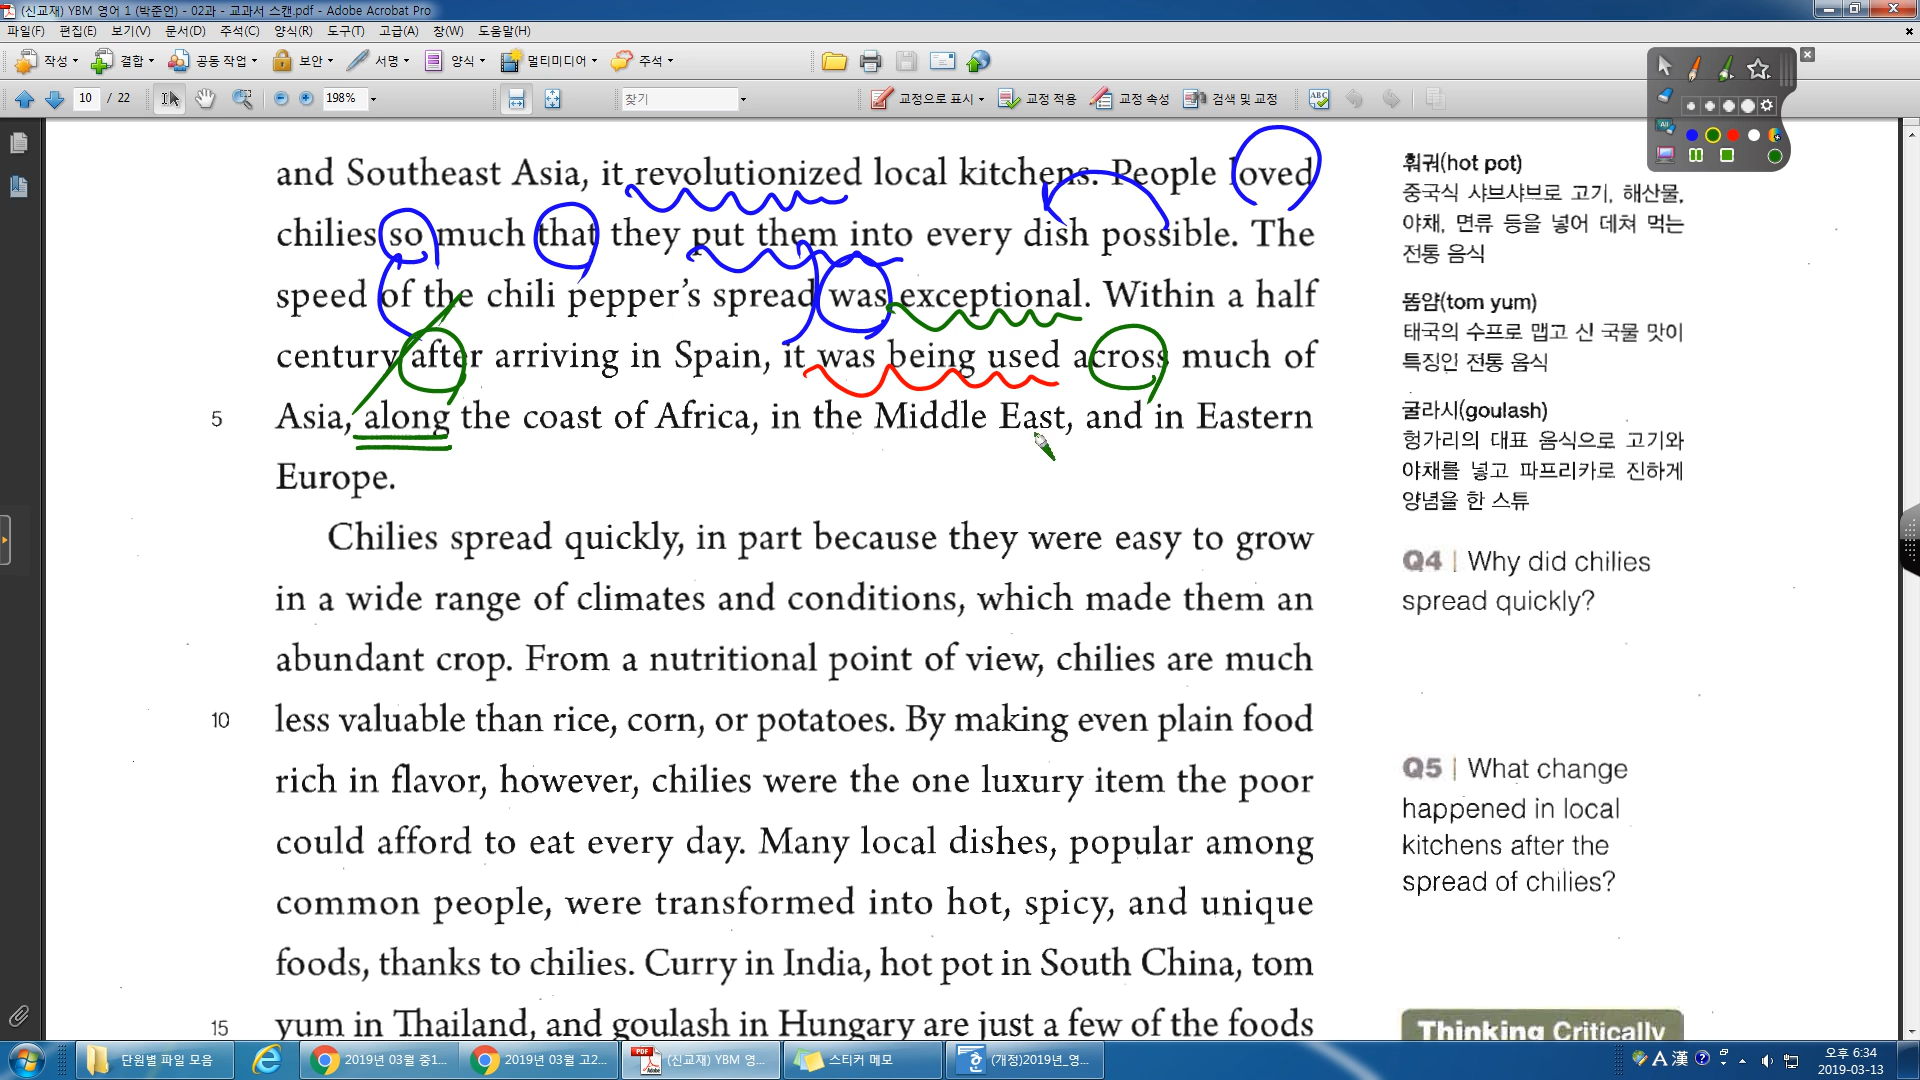 (신교재) YBM 영어 1 (박준언) - 02과 - 교과서 스캔.pdf - Adobe Acrobat Pro
파일(F) 편집(E) 보기(V) 문서(D) 주석(C) 양식(R) 도구(T) 고급(A) 창(W) 도움말(H)
작성 결합 공동 작업 보안 서명 양식 멀티미디어 주석
10 / 22 198% 찾기 교정으로 표시 교정 적용 교정 속성 검색 및 교정
and Southeast Asia, it revolutionized local kitchens. People loved
chilies so much that they put them into every dish possible. The
speed of the chili pepper's spread was exceptional. Within a half
century after arriving in Spain, it was being used across much of
5 Asia, along the coast of Africa, in the Middle East, and in Eastern
Europe.
Chilies spread quickly, in part because they were easy to grow
in a wide range of climates and conditions, which made them an
abundant crop. From a nutritional point of view, chilies are much
10 less valuable than rice, corn, or potatoes. By making even plain food
rich in flavor, however, chilies were the one luxury item the poor
could afford to eat every day. Many local dishes, popular among
common people, were transformed into hot, spicy, and unique
foods, thanks to chilies. Curry in India, hot pot in South China, tom
15 yum in Thailand, and goulash in Hungary are just a few of the foods
훠궈(hot pot)
중국식 샤브샤브로 고기, 해산물,
야채, 면류 등을 넣어 데쳐 먹는
전통 음식
똠얌(tom yum)
태국의 수프로 맵고 신 국물 맛이
특징인 전통 음식
굴라시(goulash)
헝가리의 대표 음식으로 고기와
야채를 넣고 파프리카로 진하게
양념을 한 스튜
Q4 | Why did chilies
spread quickly?
Q5 | What change
happened in local
kitchens after the
spread of chilies?
Thinking Critically
단원별 파일 모음 2019년 03월 중1... 2019년 03월 고2... (신교재) YBM 영... 스티커 메모 (개정)2019년_영...
A 漢 오후 6:34
2019-03-13